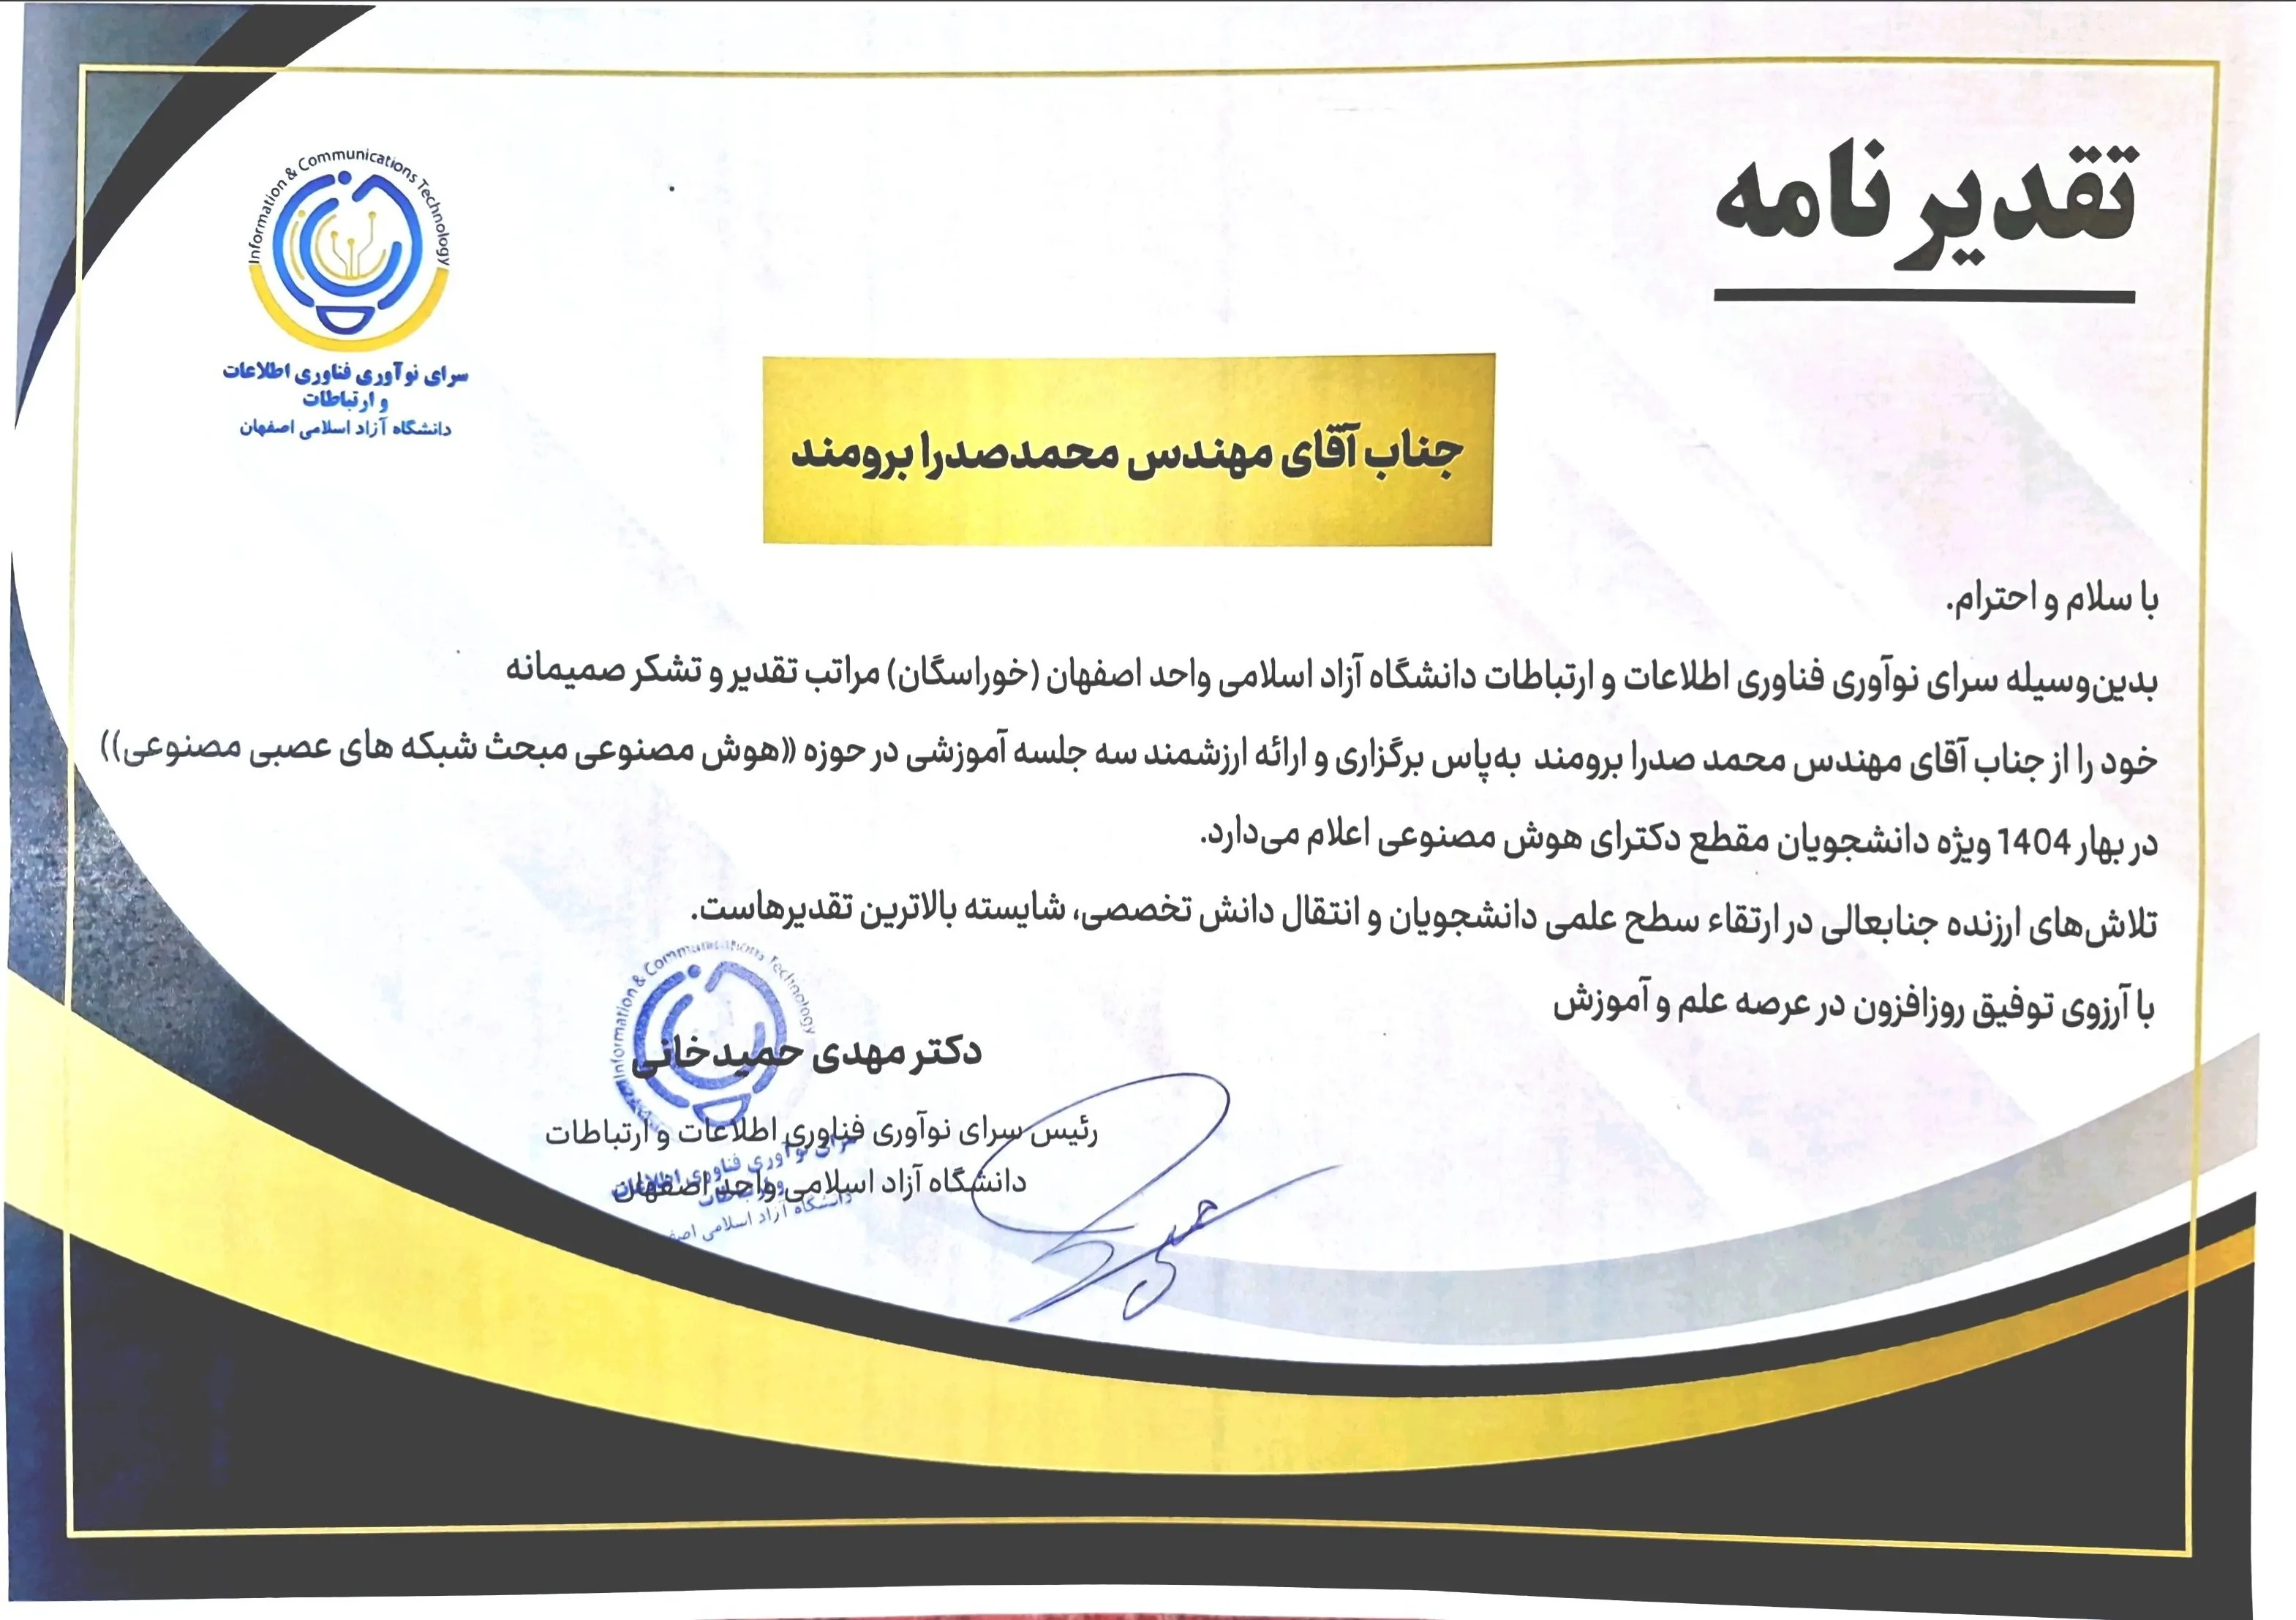 تقدیر نامه
Information & Communications Technology
سرای نوآوری فناوری اطلاعات
و ارتباطات
دانشگاه آزاد اسلامی اصفهان
جناب آقای مهندس محمدصدرا برومند
با سلام و احترام.
بدین‌وسیله سرای نوآوری فناوری اطلاعات و ارتباطات دانشگاه آزاد اسلامی واحد اصفهان (خوراسگان) مراتب تقدیر و تشکر صمیمانه
خود را از جناب آقای مهندس محمد صدرا برومند به‌پاس برگزاری و ارائه ارزشمند سه جلسه آموزشی در حوزه ((هوش مصنوعی مبحث شبکه های عصبی مصنوعی))
در بهار 1404 ویژه دانشجویان مقطع دکترای هوش مصنوعی اعلام می‌دارد.
تلاش‌های ارزنده جنابعالی در ارتقاء سطح علمی دانشجویان و انتقال دانش تخصصی، شایسته بالاترین تقدیرهاست.
با آرزوی توفیق روزافزون در عرصه علم و آموزش
دکتر مهدی حمیدخانی
رئیس سرای نوآوری فناوری اطلاعات و ارتباطات
دانشگاه آزاد اسلامی واحد اصفهان
Information & Communications Technology
سرای نوآوری فناوری اطلاعات
و ارتباطات
دانشگاه آزاد اسلامی